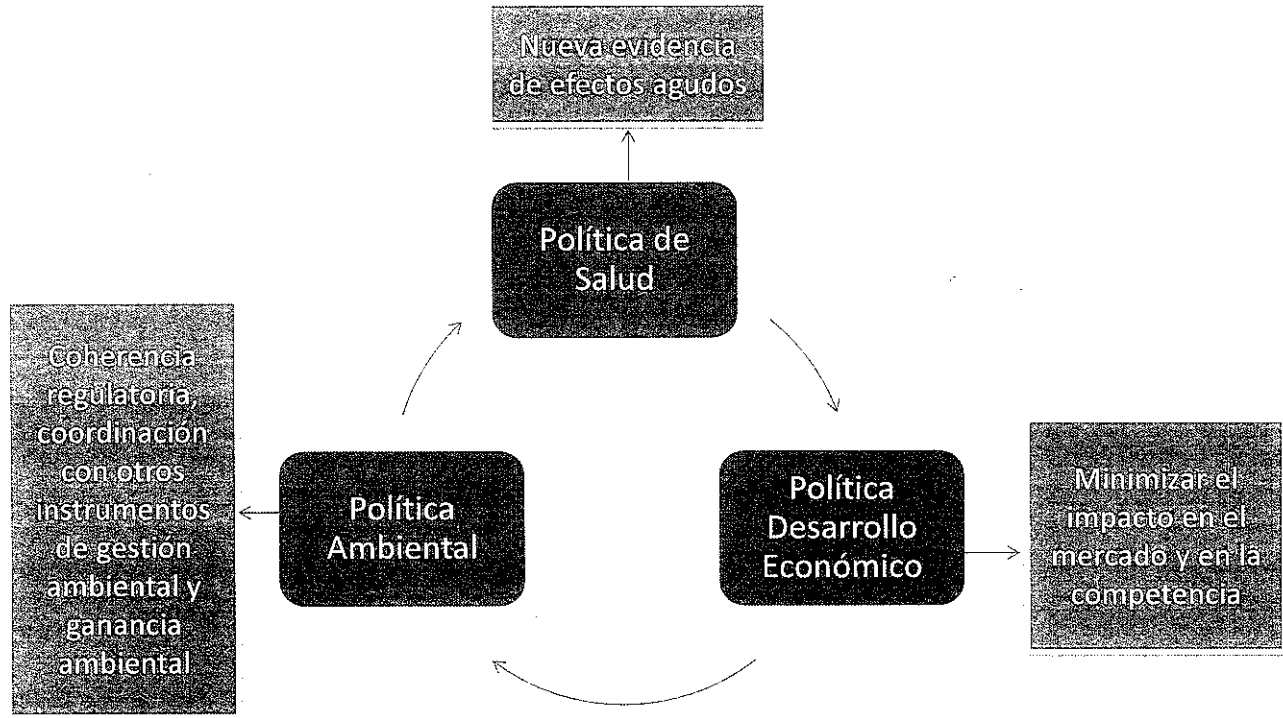 Nueva evidencia
de efectos agudos
Política de
Salud
Coherencia
regulatoria,
coordinación
con otros
instrumentos
de gestión
ambiental y
ganancia
ambiental
Política
Ambiental
Política
Desarrollo
Económico
Minimizar el
impacto en el
mercado y en la
competencia